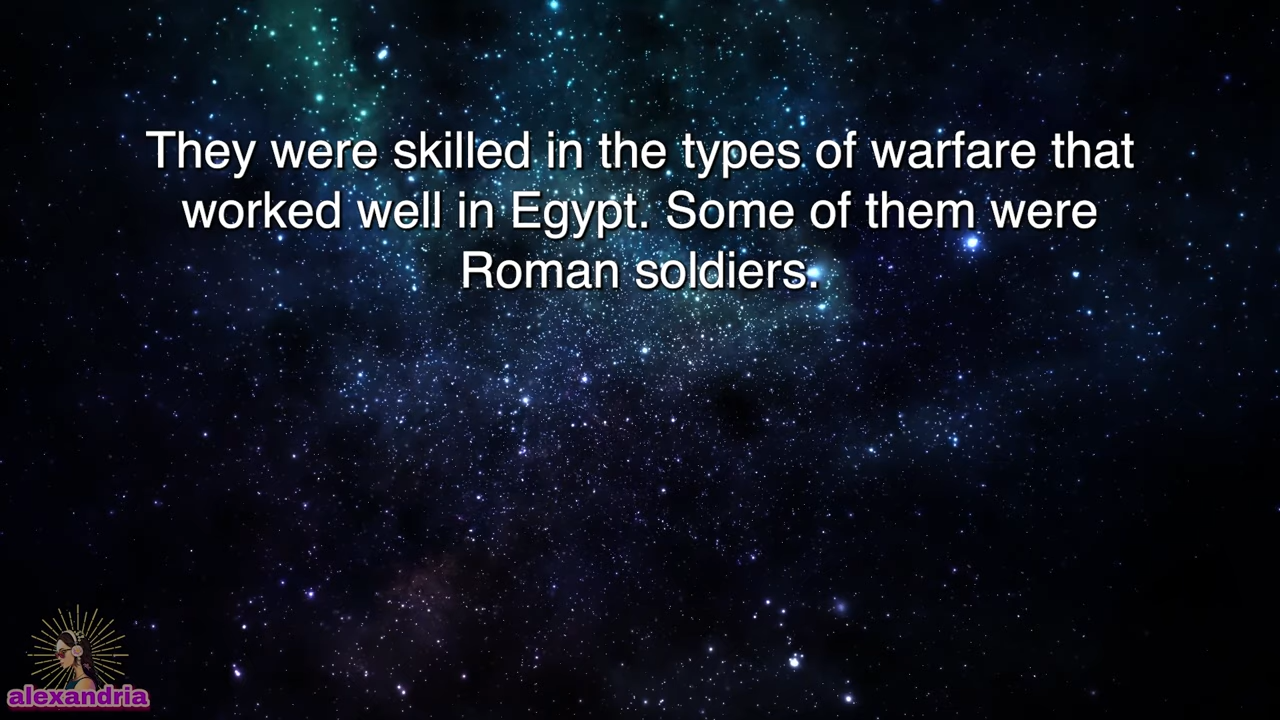 They were skilled in the types of warfare that
worked well in Egypt. Some of them were
Roman soldiers.
alexandria